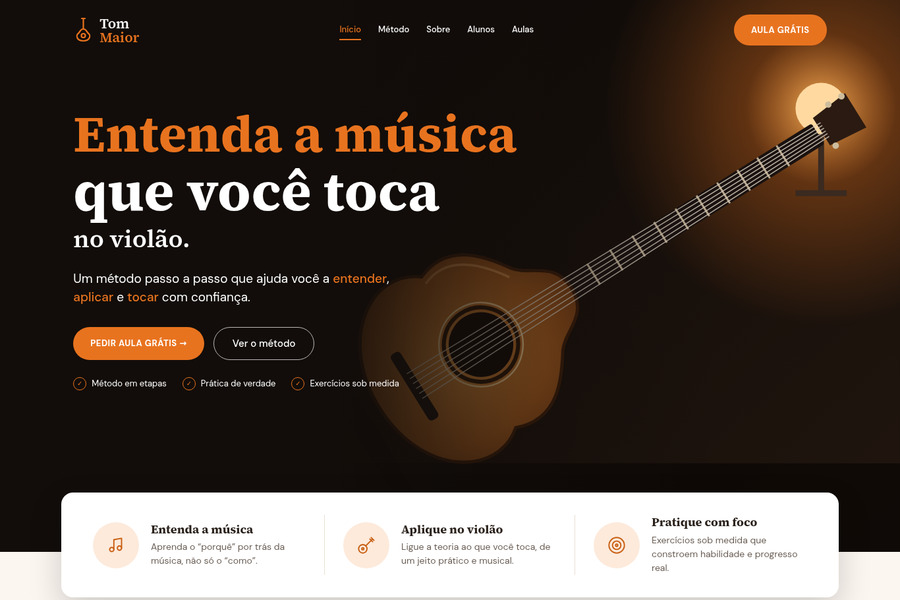 Tom
Maior
Início
Método
Sobre
Alunos
Aulas
AULA GRÁTIS
Entenda a música
que você toca
no violão.
Um método passo a passo que ajuda você a entender,
aplicar e tocar com confiança.
PEDIR AULA GRÁTIS →
Ver o método
Método em etapas
Prática de verdade
Exercícios sob medida
Entenda a música
Aprenda o “porquê” por trás da
música, não só o “como”.
Aplique no violão
Ligue a teoria ao que você toca, de
um jeito prático e musical.
Pratique com foco
Exercícios sob medida que
constroem habilidade e progresso
real.